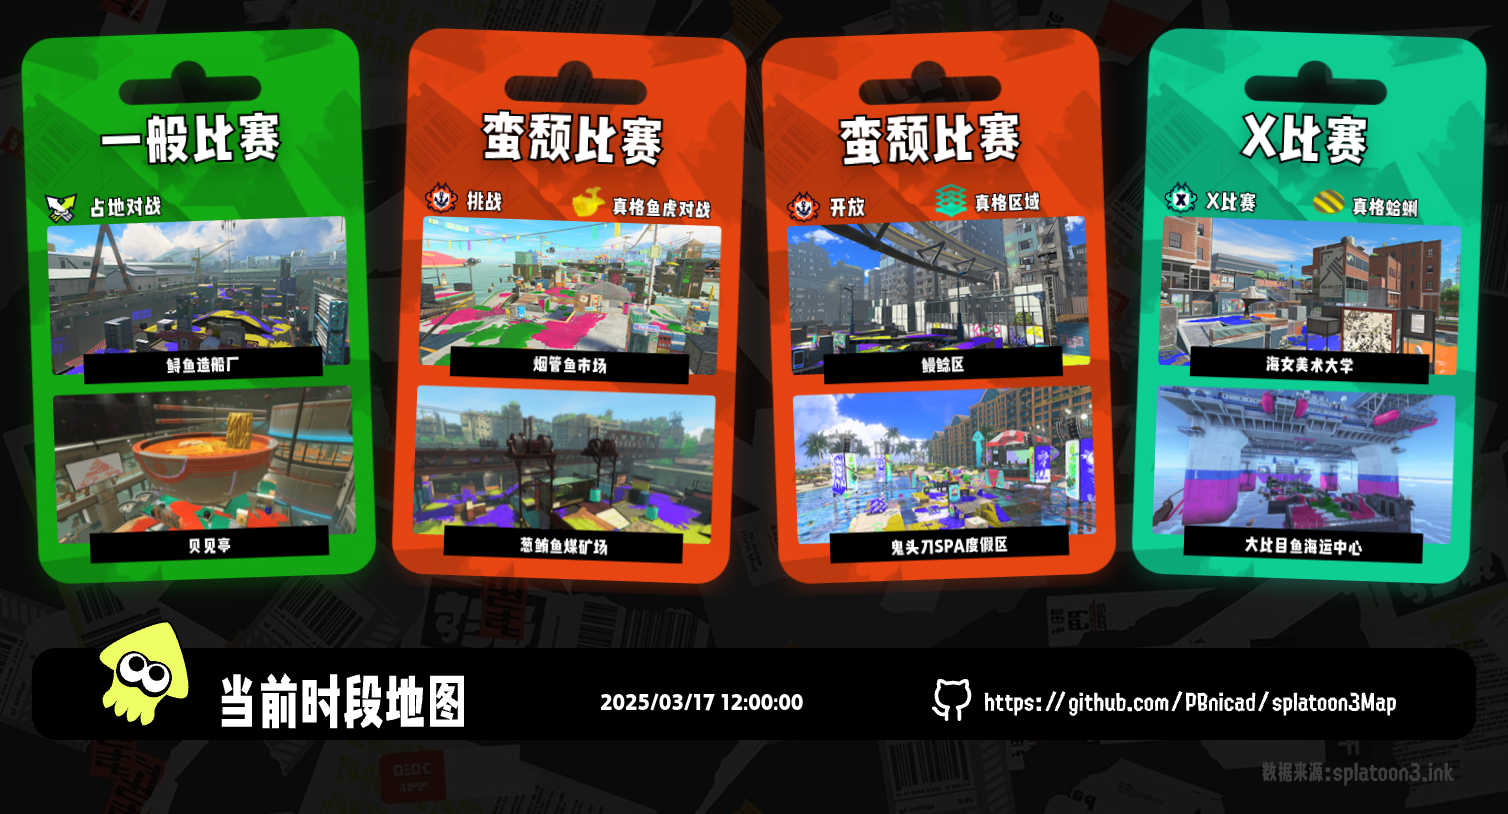 一般比赛
占地对战
鲟鱼造船厂
贝见亭
蛮颓比赛
挑战
真格鱼虎对战
烟管鱼市场
葱鲔鱼煤矿场
蛮颓比赛
开放
真格区域
鳗鲶区
鬼头刀SPA度假区
X比赛
X比赛
真格蛤蜊
海女美术大学
大比目鱼海运中心
当前时段地图
2025/03/17 12:00:00
https://github.com/PBnicad/splatoon3Map
数据来源:splatoon3.ink